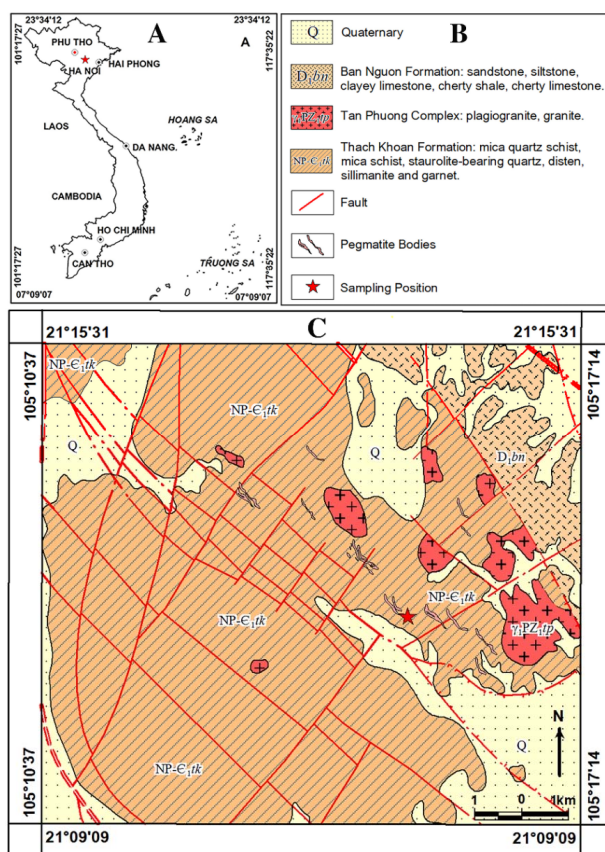 23°34'12
23°34'12
101°17'27
117°35'22
A
A
PHU THO
HAI PHONG
HA NOI
HOANG SA
LAOS
DA NANG.
CAMBODIA
HO CHI MINH
CAN THO
TRUONG SA
101°17'27
117°35'22
07°09'07
07°09'07
B
Q
Quaternary
D₁bn
Ban Nguon Formation: sandstone, siltstone,
clayey limestone, cherty shale, cherty limestone.
γ₁PZ₁tp
Tan Phuong Complex: plagiogranite, granite.
NP-Є₁tk
Thach Khoan Formation: mica quartz schist,
mica schist, staurolite-bearing quartz, disten,
sillimanite and garnet.
Fault
Pegmatite Bodies
Sampling Position
C
21°15'31
21°15'31
105°10'37
105°17'14
NP-Є₁tk
NP-Є₁tk
Q
Q
D₁bn
NP-Є₁tk
NP-Є₁tk
γ₁PZ₁tp
NP-Є₁tk
Q
N
1 0 1km
105°10'37
105°17'14
21°09'09
21°09'09